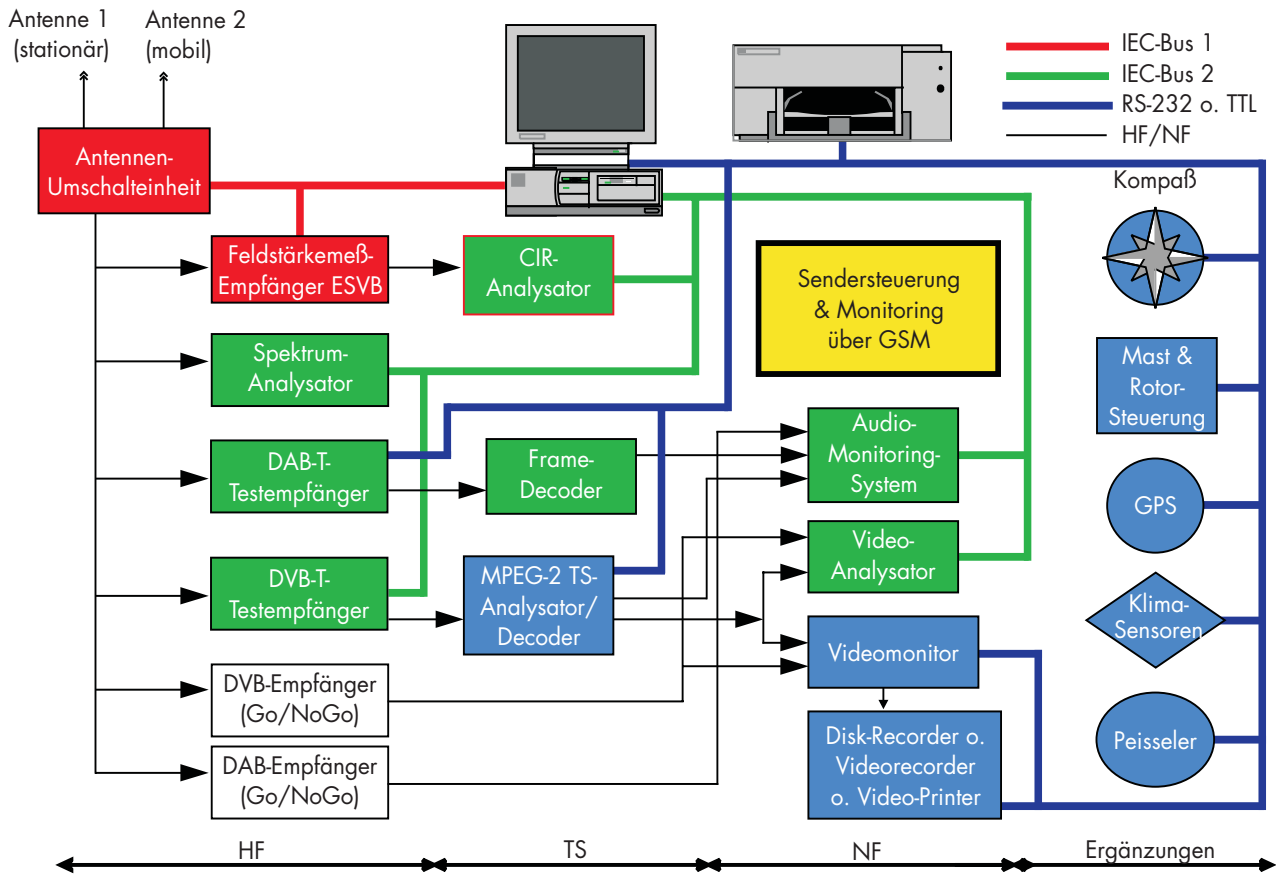 Antenne 1
(stationär)
Antenne 2
(mobil)
IEC-Bus 1
IEC-Bus 2
RS-232 o. TTL
HF/NF
Antennen-
Umschalteinheit
Kompaß
Feldstärkemeß-
Empfänger ESVB
CIR-
Analysator
Sendersteuerung
& Monitoring
über GSM
Spektrum-
Analysator
Mast &
Rotor-
Steuerung
DAB-T-
Testempfänger
Frame-
Decoder
Audio-
Monitoring-
System
GPS
DVB-T-
Testempfänger
MPEG-2 TS-
Analysator/
Decoder
Video-
Analysator
Klima-
Sensoren
Videomonitor
DVB-Empfänger
(Go/NoGo)
DAB-Empfänger
(Go/NoGo)
Disk-Recorder o.
Videorecorder
o. Video-Printer
Peisseler
HF
TS
NF
Ergänzungen